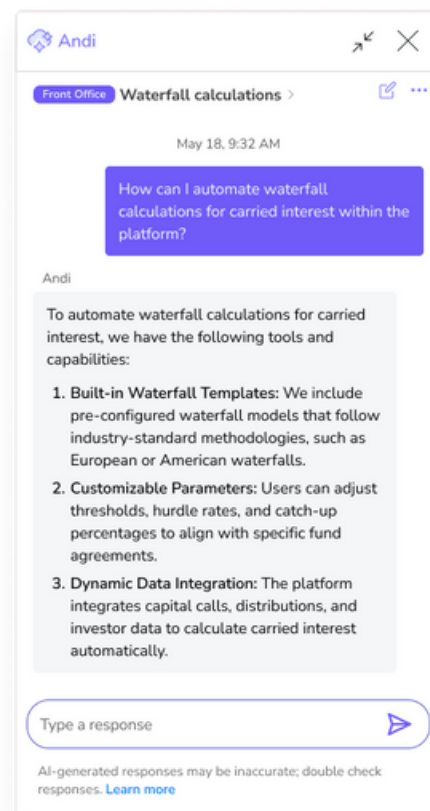 Andi
Front Office Waterfall calculations >
May 18, 9:32 AM
How can I automate waterfall
calculations for carried interest within the
platform?
Andi
To automate waterfall calculations for carried
interest, we have the following tools and
capabilities:
1. Built-in Waterfall Templates: We include
pre-configured waterfall models that follow
industry-standard methodologies, such as
European or American waterfalls.
2. Customizable Parameters: Users can adjust
thresholds, hurdle rates, and catch-up
percentages to align with specific fund
agreements.
3. Dynamic Data Integration: The platform
integrates capital calls, distributions, and
investor data to calculate carried interest
automatically.
Type a response
AI-generated responses may be inaccurate; double check
responses. Learn more